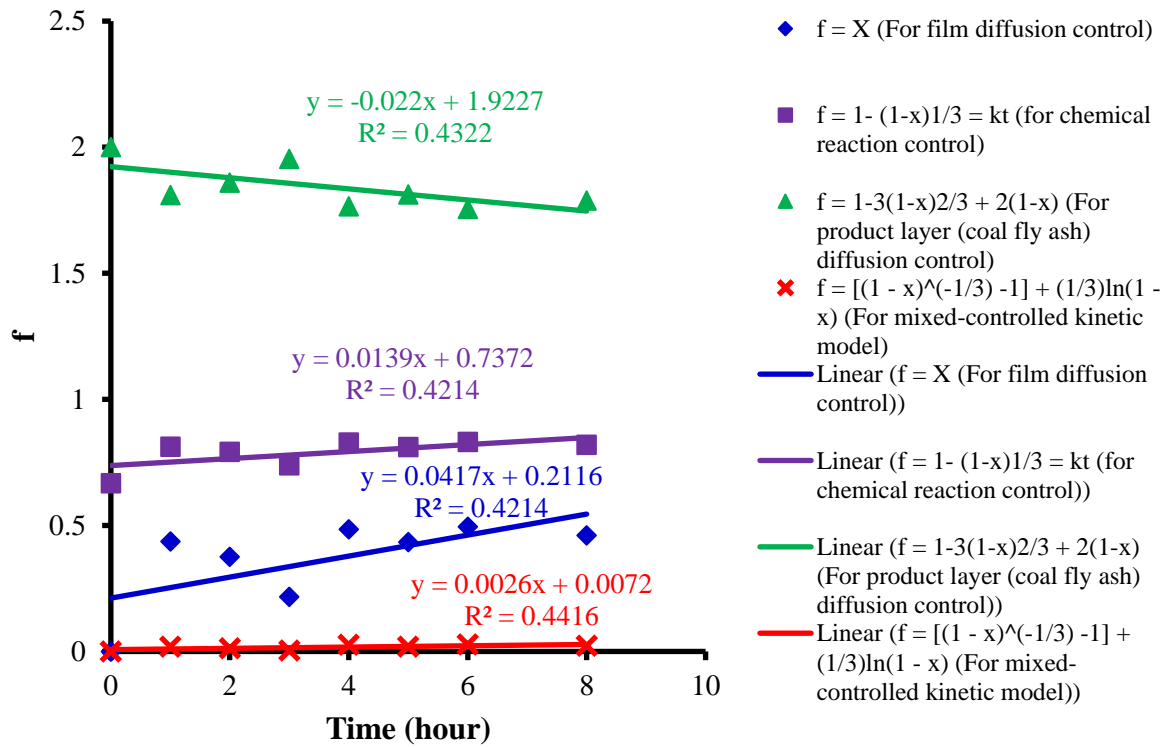 2.5
2
1.5
1
0.5
0
f
0
2
4
6
8
10
Time (hour)
y = -0.022x + 1.9227
R² = 0.4322
y = 0.0139x + 0.7372
R² = 0.4214
y = 0.0417x + 0.2116
R² = 0.4214
y = 0.0026x + 0.0072
R² = 0.4416
f = X (For film diffusion control)
f = 1- (1-x)1/3 = kt (for chemical
reaction control)
f = 1-3(1-x)2/3 + 2(1-x) (For
product layer (coal fly ash)
diffusion control)
f = [(1 - x)^(-1/3) -1] + (1/3)ln(1 -
x) (For mixed-controlled kinetic
model)
Linear (f = X (For film diffusion
control))
Linear (f = 1- (1-x)1/3 = kt (for
chemical reaction control))
Linear (f = 1-3(1-x)2/3 + 2(1-x)
(For product layer (coal fly ash)
diffusion control))
Linear (f = [(1 - x)^(-1/3) -1] +
(1/3)ln(1 - x) (For mixed-
controlled kinetic model))